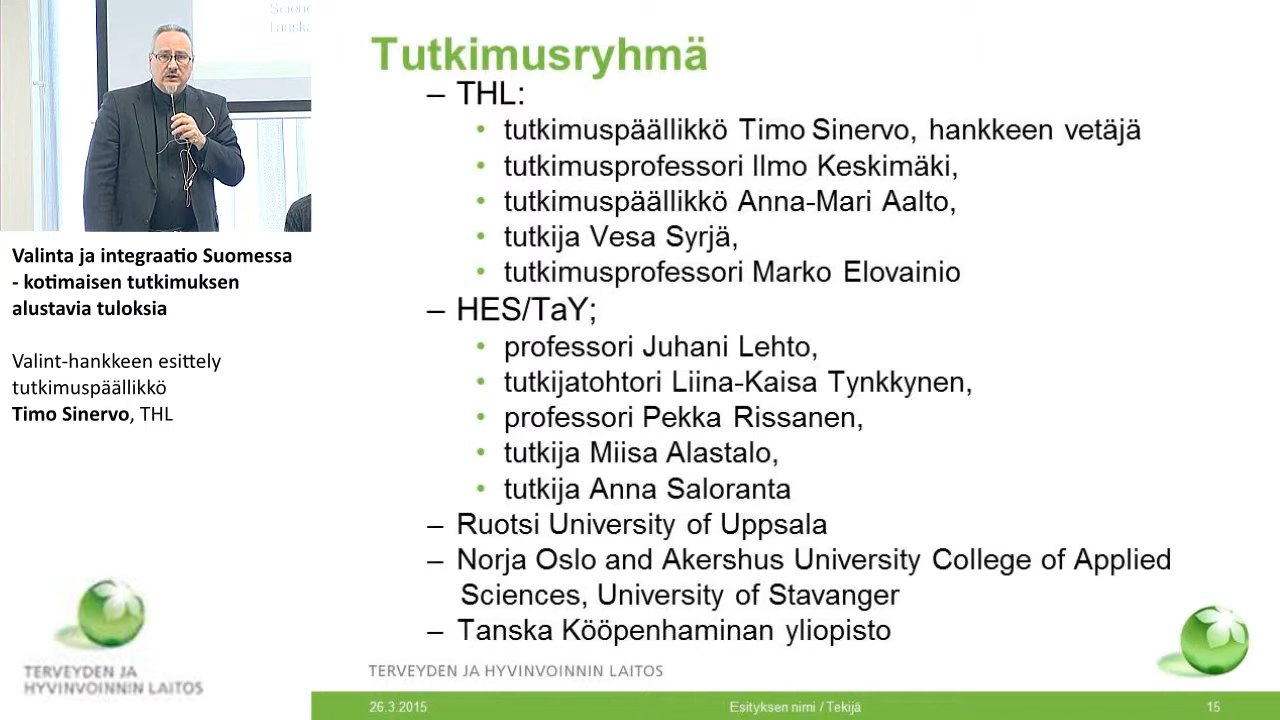 Valinta ja integraatio Suomessa
- kotimaisen tutkimuksen
alustavia tuloksia
Valint-hankkeen esittely
tutkimuspäällikkö
Timo Sinervo, THL
TERVEYDEN JA
HYVINVOINNIN LAITOS
Tutkimusryhmä
– THL:
• tutkimuspäällikkö Timo Sinervo, hankkeen vetäjä
• tutkimusprofessori Ilmo Keskimäki,
• tutkimuspäällikkö Anna-Mari Aalto,
• tutkija Vesa Syrjä,
• tutkimusprofessori Marko Elovainio
– HES/TaY;
• professori Juhani Lehto,
• tutkijatohtori Liina-Kaisa Tynkkynen,
• professori Pekka Rissanen,
• tutkija Miisa Alastalo,
• tutkija Anna Saloranta
– Ruotsi University of Uppsala
– Norja Oslo and Akershus University College of Applied
Sciences, University of Stavanger
– Tanska Kööpenhaminan yliopisto
TERVEYDEN JA HYVINVOINNIN LAITOS
26.3.2015 Esityksen nimi / Tekijä 15